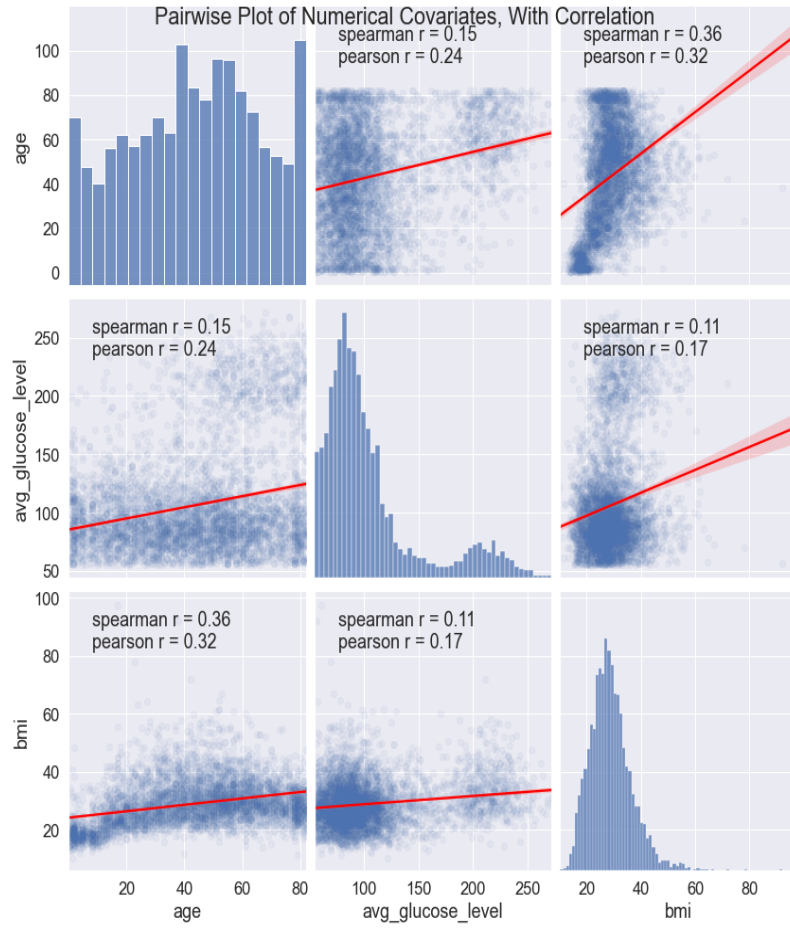 Pairwise Plot of Numerical Covariates, With Correlation
spearman r = 0.15
pearson r = 0.24
spearman r = 0.36
pearson r = 0.32
100
80
60
40
20
0
age
spearman r = 0.15
pearson r = 0.24
spearman r = 0.11
pearson r = 0.17
250
200
150
100
50
avg_glucose_level
spearman r = 0.36
pearson r = 0.32
spearman r = 0.11
pearson r = 0.17
100
80
60
40
20
bmi
20 40 60 80
100 150 200 250
20 40 60 80
age
avg_glucose_level
bmi